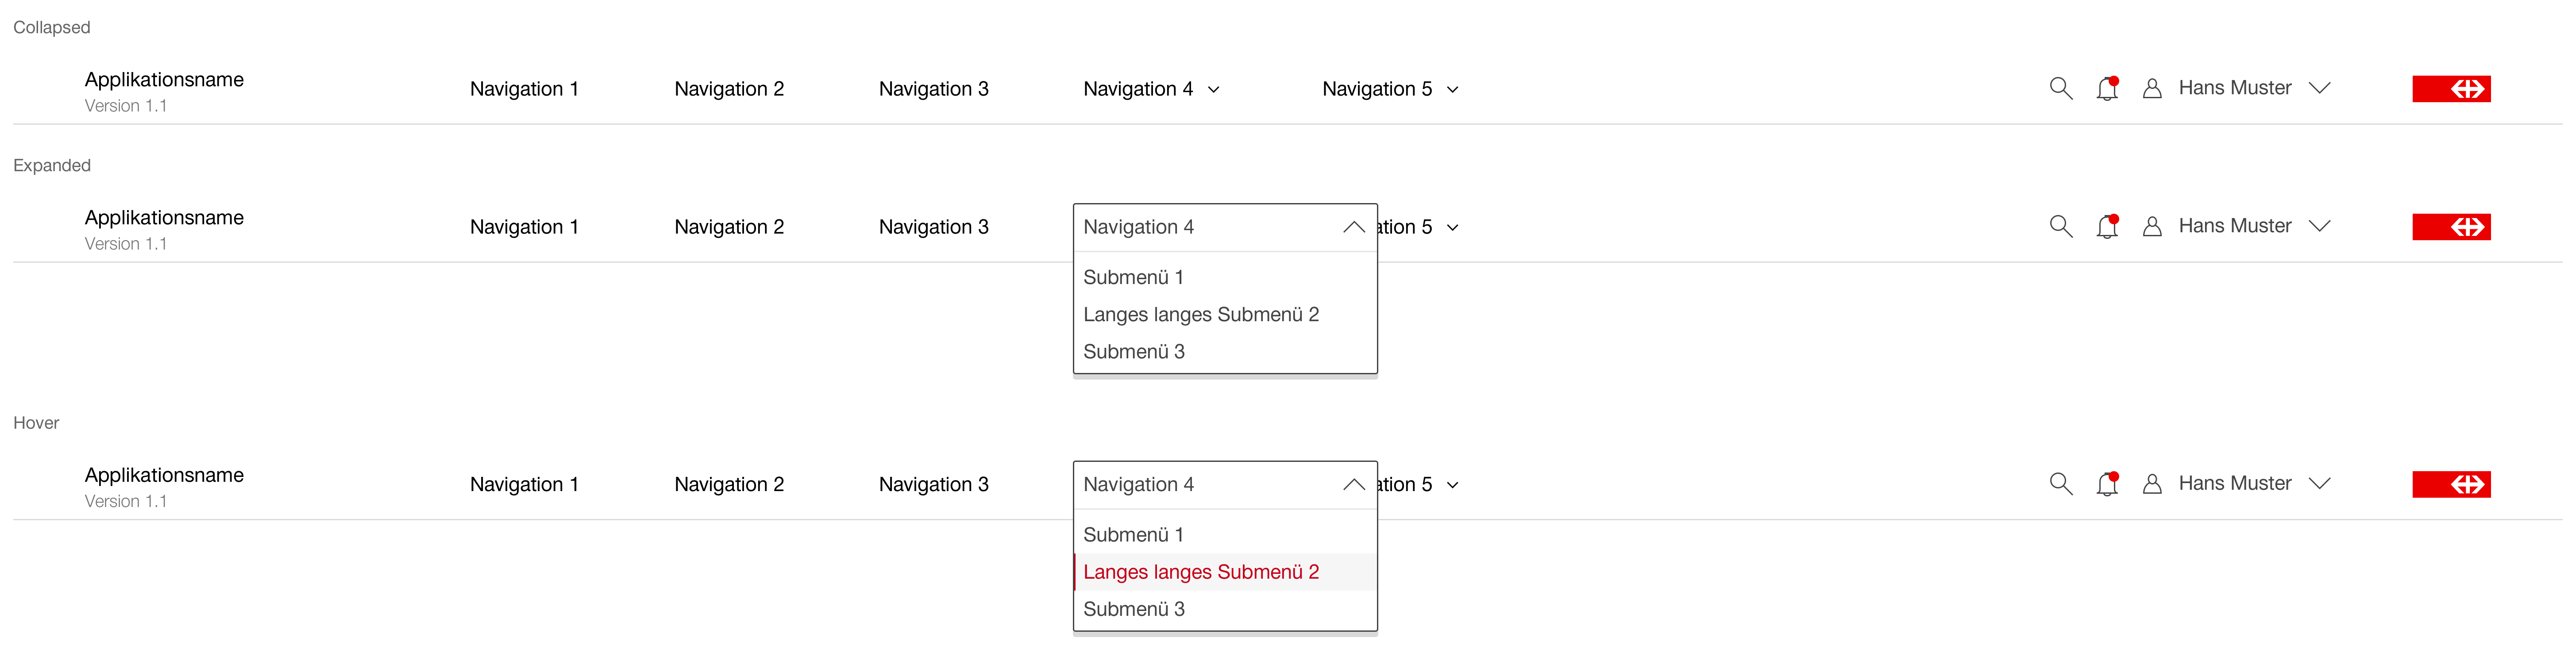 Collapsed
Applikationsname
Version 1.1
Navigation 1
Navigation 2
Navigation 3
Navigation 4
Navigation 5
Hans Muster
Expanded
Applikationsname
Version 1.1
Navigation 1
Navigation 2
Navigation 3
Navigation 4
ation 5
Hans Muster
Submenü 1
Langes langes Submenü 2
Submenü 3
Hover
Applikationsname
Version 1.1
Navigation 1
Navigation 2
Navigation 3
Navigation 4
ation 5
Hans Muster
Submenü 1
Langes langes Submenü 2
Submenü 3